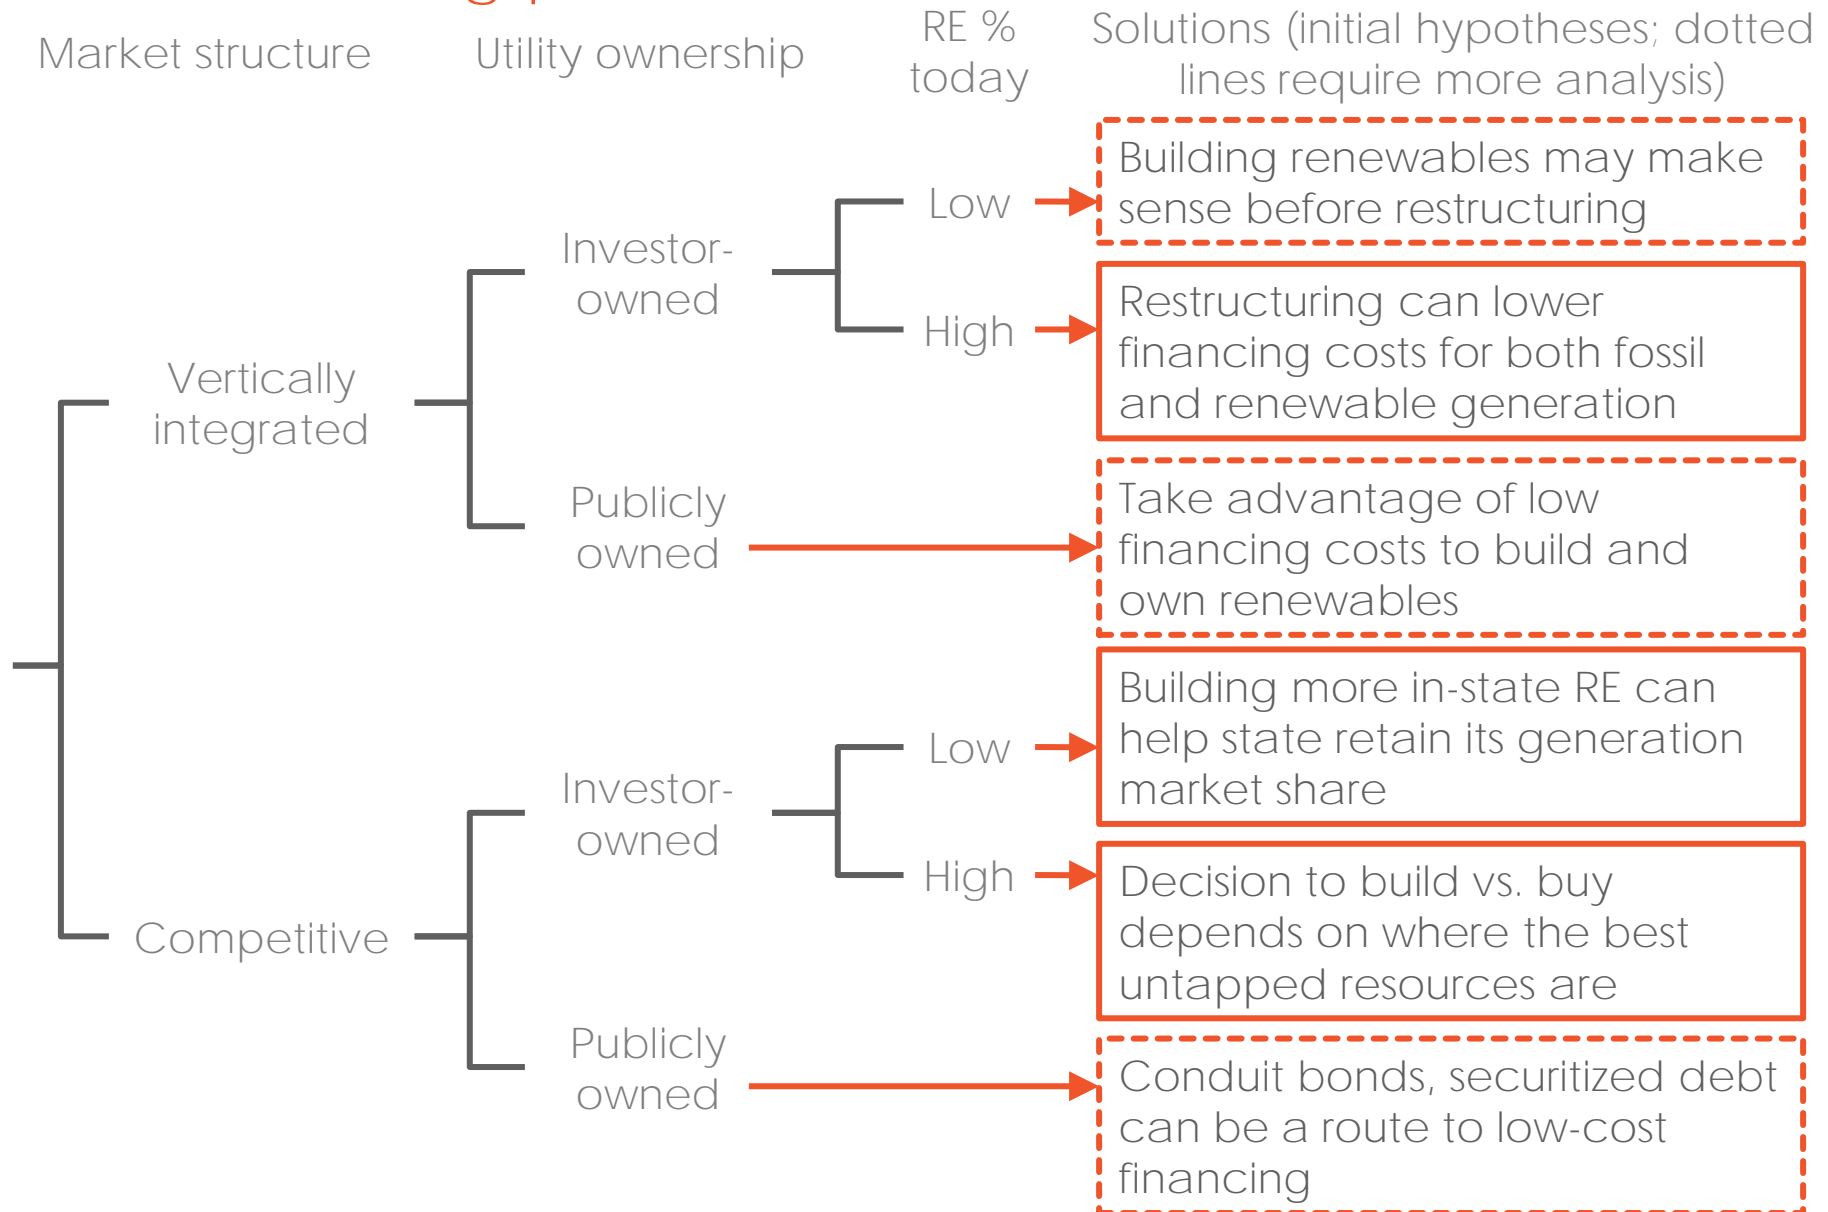 Market structure
Utility ownership
RE %
today
Solutions (initial hypotheses; dotted
lines require more analysis)
Vertically
integrated
Investor-
owned
Low
Building renewables may make
sense before restructuring
High
Restructuring can lower
financing costs for both fossil
and renewable generation
Publicly
owned
Take advantage of low
financing costs to build and
own renewables
Competitive
Investor-
owned
Low
Building more in-state RE can
help state retain its generation
market share
High
Decision to build vs. buy
depends on where the best
untapped resources are
Publicly
owned
Conduit bonds, securitized debt
can be a route to low-cost
financing